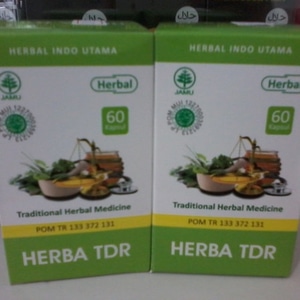 HERBAL INDO UTAMA
JAMU
Herbal
60
Kapsul
Traditional Herbal Medicine
POM TR 133 372 131
HERBA TDR
HERBAL INDO UTAMA
JAMU
Herbal
60
Kapsul
Traditional Herbal Medicine
POM TR 133 372 131
HERBA TDR